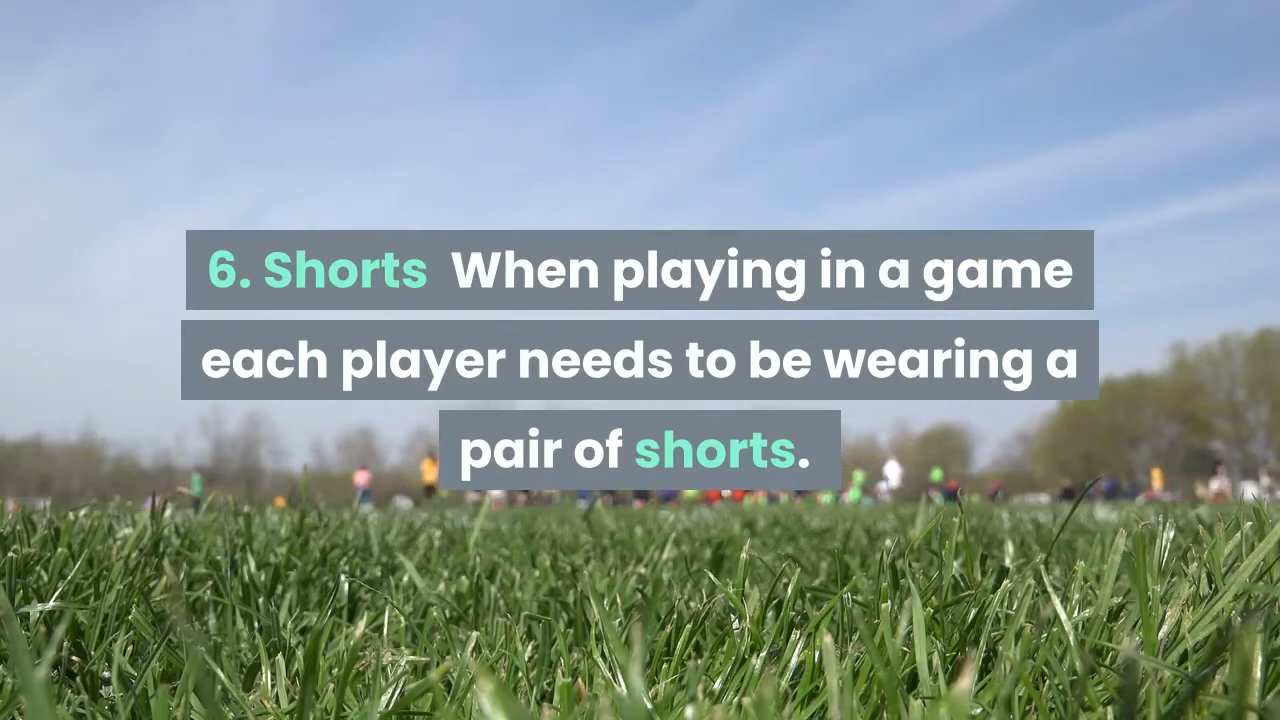 6. Shorts  When playing in a game
each player needs to be wearing a
pair of shorts.